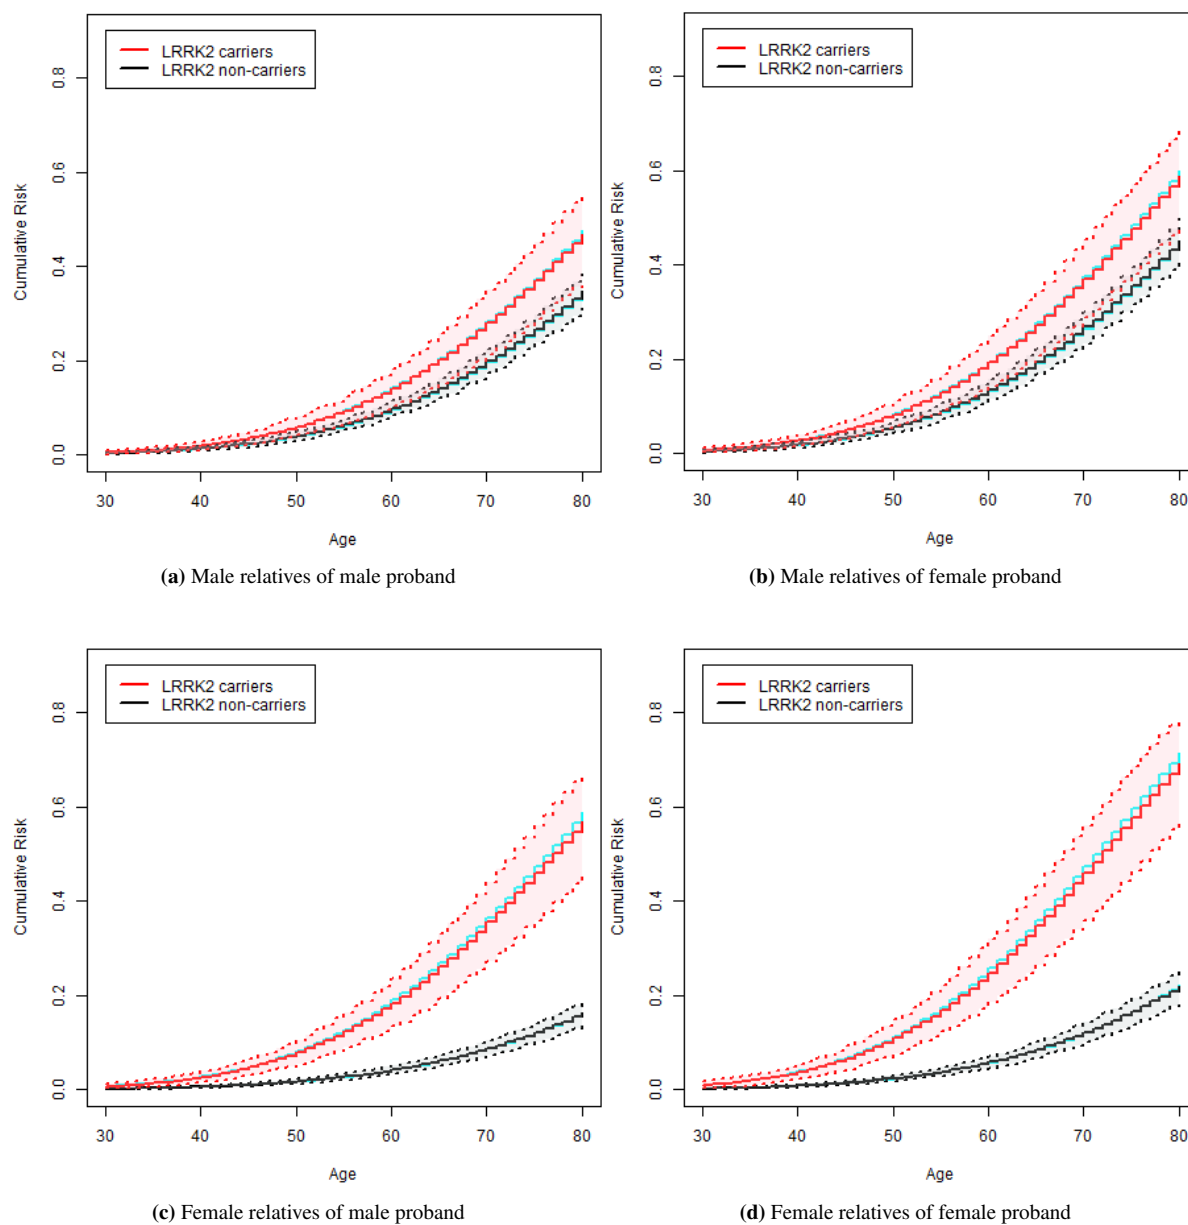 LRRK2 carriers
LRRK2 non-carriers
Cumulative Risk
0.0 0.2 0.4 0.6 0.8
30 40 50 60 70 80
Age
(a) Male relatives of male proband
LRRK2 carriers
LRRK2 non-carriers
Cumulative Risk
0.0 0.2 0.4 0.6 0.8
30 40 50 60 70 80
Age
(b) Male relatives of female proband
LRRK2 carriers
LRRK2 non-carriers
Cumulative Risk
0.0 0.2 0.4 0.6 0.8
30 40 50 60 70 80
Age
(c) Female relatives of male proband
LRRK2 carriers
LRRK2 non-carriers
Cumulative Risk
0.0 0.2 0.4 0.6 0.8
30 40 50 60 70 80
Age
(d) Female relatives of female proband